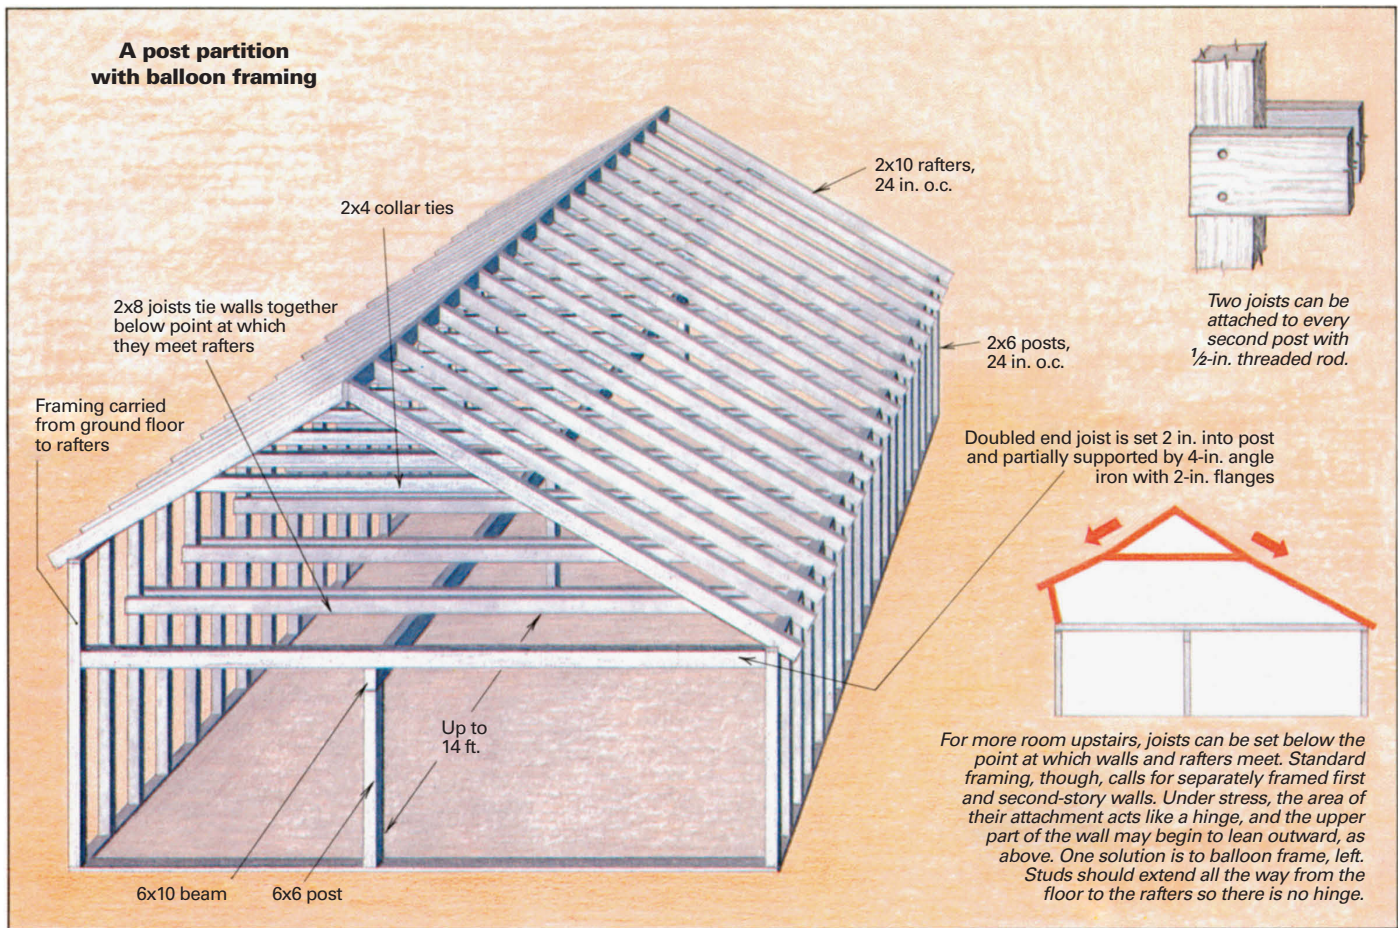 A post partition
with balloon framing
2x10 rafters,
24 in. o.c.
2x4 collar ties
2x8 joists tie walls together
below point at which
they meet rafters
Two joists can be
attached to every
second post with
½-in. threaded rod.
2x6 posts,
24 in. o.c.
Framing carried
from ground floor
to rafters
Doubled end joist is set 2 in. into post
and partially supported by 4-in. angle
iron with 2-in. flanges
Up to
14 ft.
6x10 beam
6x6 post
For more room upstairs, joists can be set below the
point at which walls and rafters meet. Standard
framing, though, calls for separately framed first
and second-story walls. Under stress, the area of
their attachment acts like a hinge, and the upper
part of the wall may begin to lean outward, as
above. One solution is to balloon frame, left.
Studs should extend all the way from the
floor to the rafters so there is no hinge.